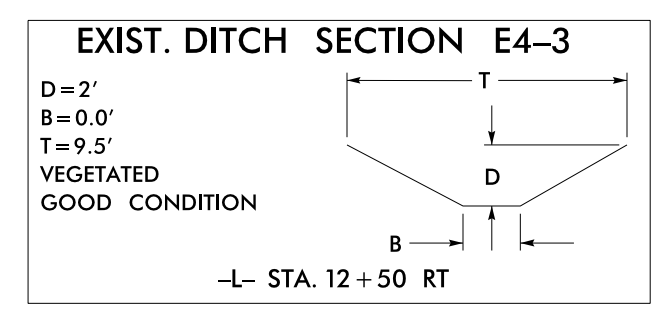 EXIST. DITCH SECTION E4–3
D=2′
B=0.0′
T=9.5′
VEGETATED
GOOD CONDITION
T
D
B
–L– STA. 12+50 RT